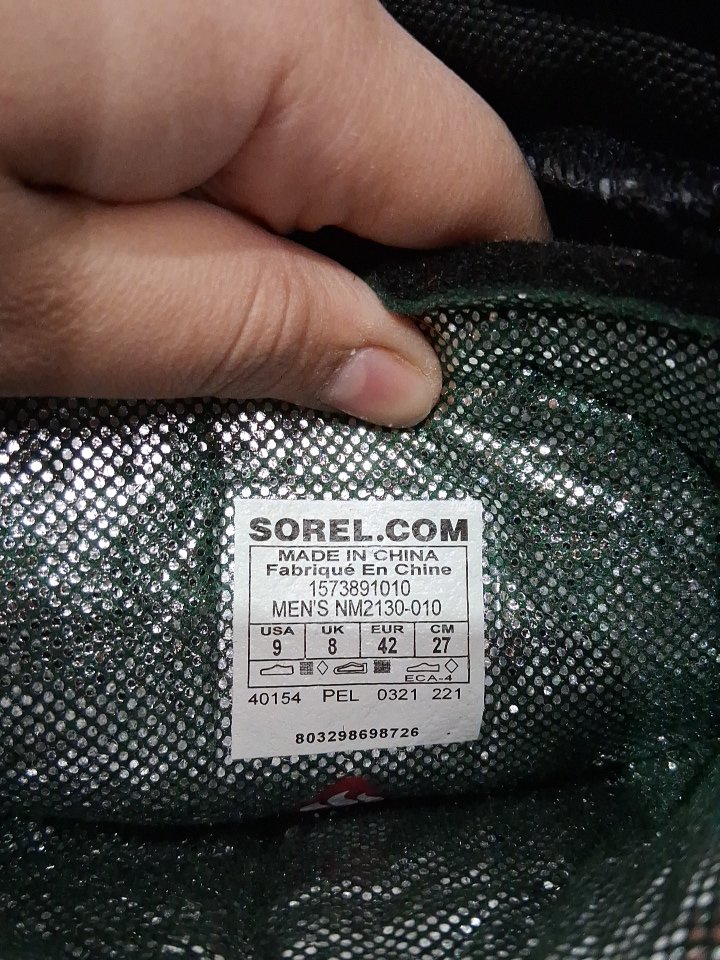 SOREL.COM
MADE IN CHINA
Fabriqué En Chine
1573891010
MEN'S NM2130-010
USA UK EUR CM
9 8 42 27
ECA-4
40154 PEL 0321 221
803298698726